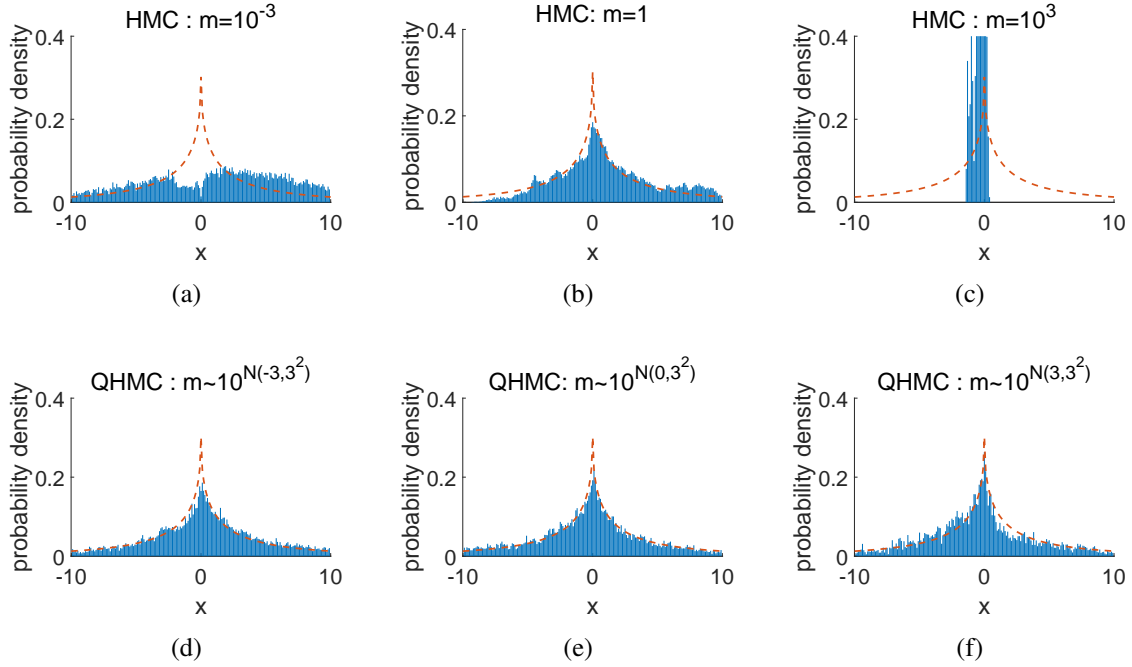 HMC : m=10^-3
HMC: m=1
HMC : m=10^3
probability density
0.4
0.2
0
-10
0
10
x
probability density
0.4
0.2
0
-10
0
10
x
probability density
0.4
0.2
0
-10
0
10
x
(a)
(b)
(c)
QHMC : m~10^N(-3,3^2)
QHMC: m~10^N(0,3^2)
QHMC : m~10^N(3,3^2)
probability density
0.4
0.2
0
-10
0
10
x
probability density
0.4
0.2
0
-10
0
10
x
probability density
0.4
0.2
0
-10
0
10
x
(d)
(e)
(f)